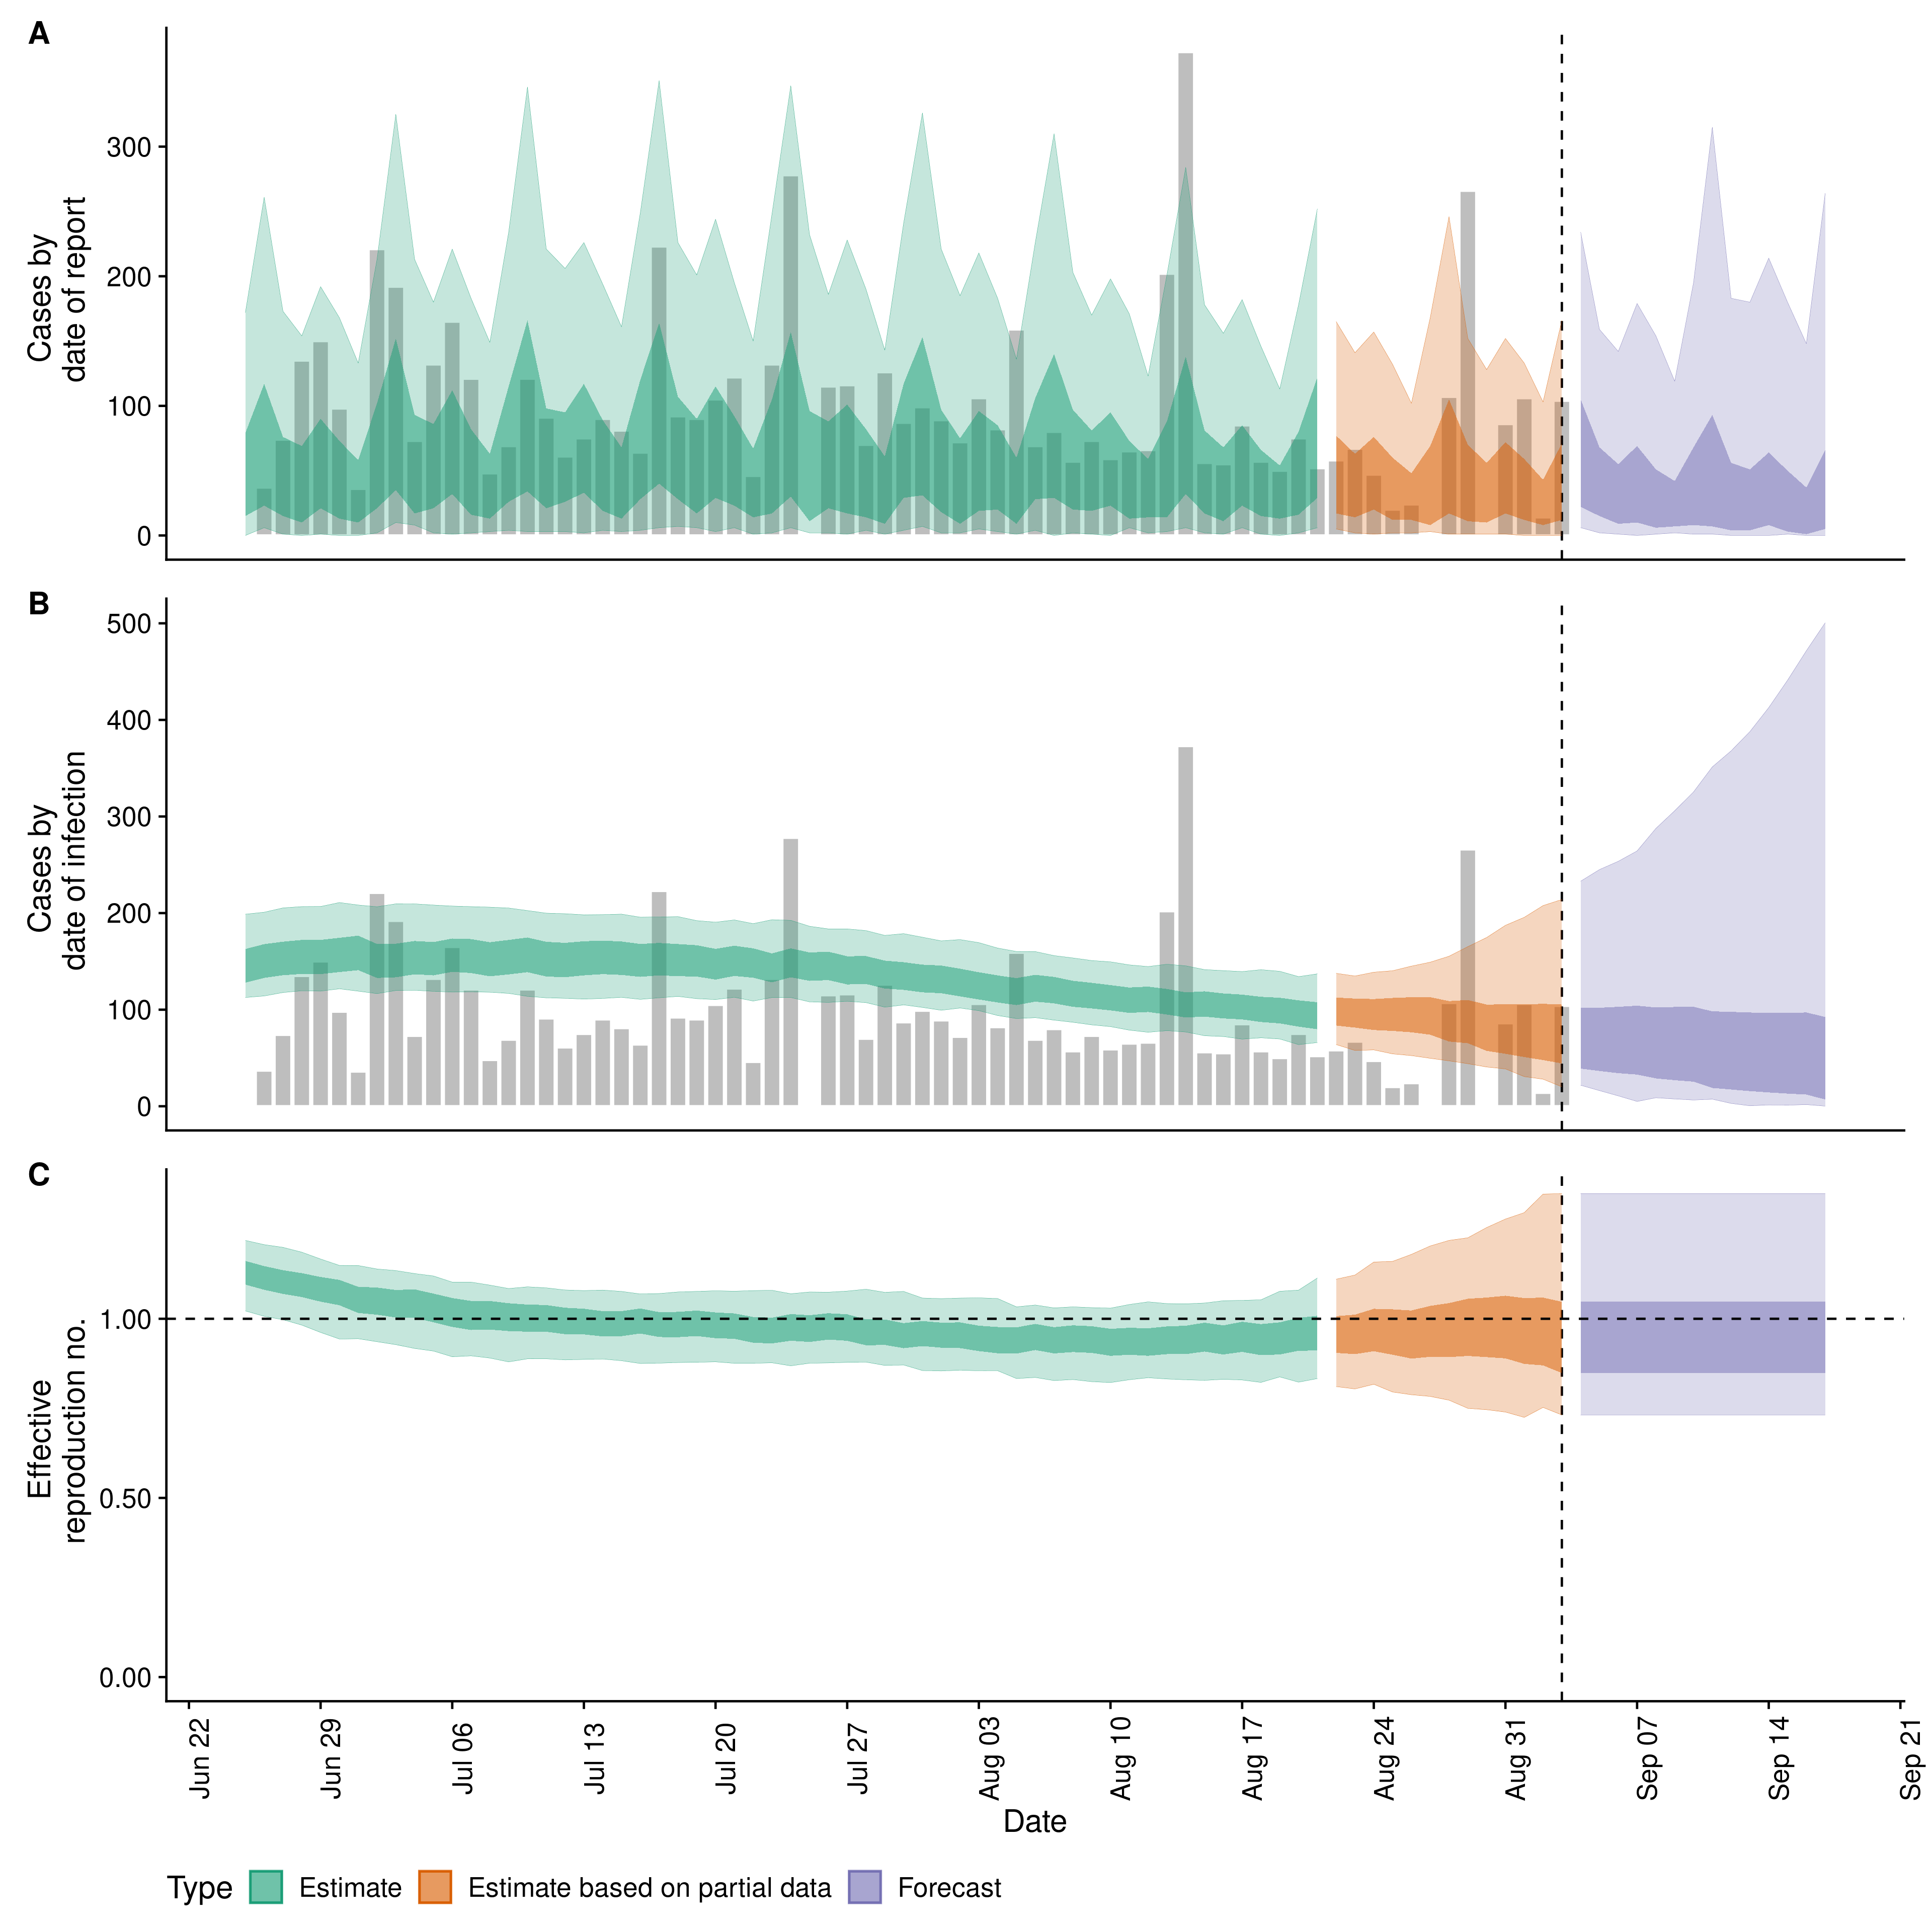 A
Cases by
date of report
300
200
100
0
B
Cases by
date of infection
500
400
300
200
100
0
C
Effective
reproduction no.
1.00
0.50
0.00
Jun 22
Jun 29
Jul 06
Jul 13
Jul 20
Jul 27
Aug 03
Aug 10
Aug 17
Aug 24
Aug 31
Sep 07
Sep 14
Sep 21
Date
Type Estimate Estimate based on partial data Forecast